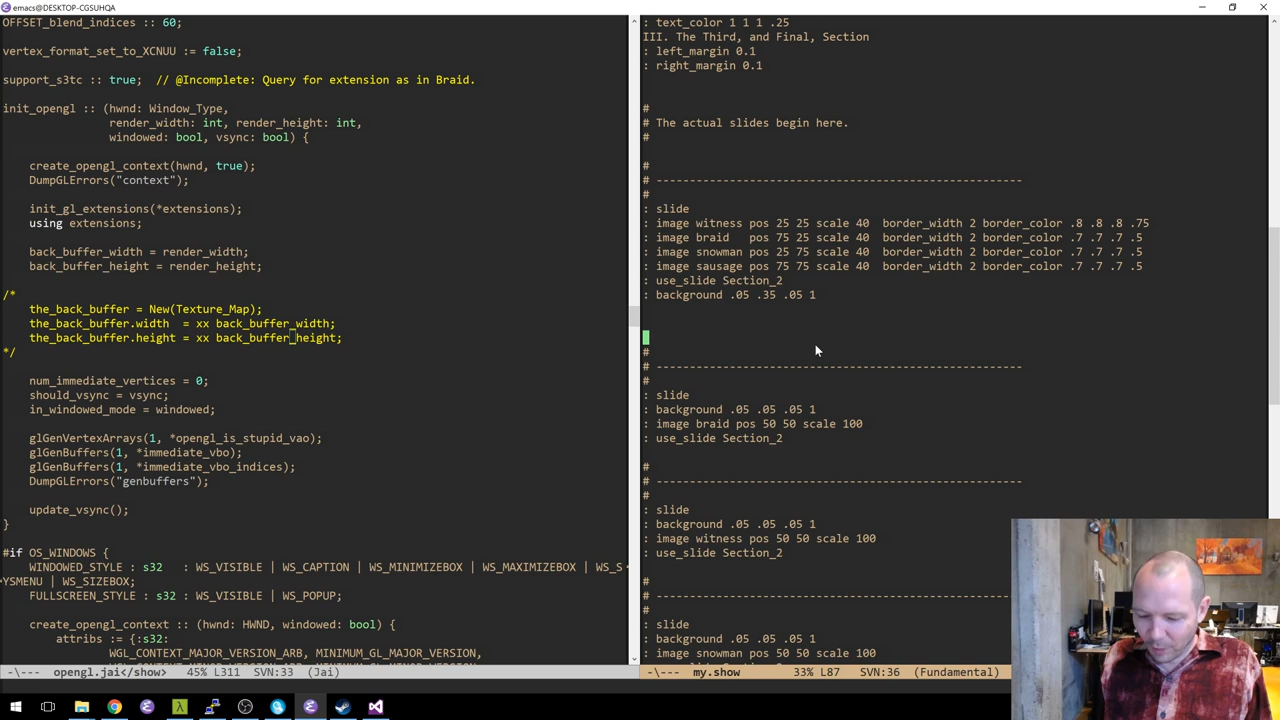 emacs@DESKTOP-CGSUHQA
OFFSET_blend_indices :: 60;
vertex_format_set_to_XCNUU := false;
support_s3tc :: true;  // @Incomplete: Query for extension as in Braid.
init_opengl :: (hwnd: Window_Type,
render_width: int, render_height: int,
windowed: bool, vsync: bool) {
create_opengl_context(hwnd, true);
DumpGLErrors("context");
init_gl_extensions(*extensions);
using extensions;
back_buffer_width = render_width;
back_buffer_height = render_height;
/*
the_back_buffer = New(Texture_Map);
the_back_buffer.width  = xx back_buffer_width;
the_back_buffer.height = xx back_buffer_height;
*/
num_immediate_vertices = 0;
should_vsync = vsync;
in_windowed_mode = windowed;
glGenVertexArrays(1, *opengl_is_stupid_vao);
glGenBuffers(1, *immediate_vbo);
glGenBuffers(1, *immediate_vbo_indices);
DumpGLErrors("genbuffers");
update_vsync();
}
#if OS_WINDOWS {
WINDOWED_STYLE : s32   : WS_VISIBLE | WS_CAPTION | WS_MINIMIZEBOX | WS_MAXIMIZEBOX | WS_S
YSMENU | WS_SIZEBOX;
FULLSCREEN_STYLE : s32 : WS_VISIBLE | WS_POPUP;
create_opengl_context :: (hwnd: HWND, windowed: bool) {
attribs := {:s32:
WGL_CONTEXT_MAJOR_VERSION_ARB, MINIMUM_GL_MAJOR_VERSION,
-\---  opengl.jai</show>   45% L311   SVN:33  (Jai)
: text_color 1 1 1 .25
III. The Third, and Final, Section
: left_margin 0.1
: right_margin 0.1
#
# The actual slides begin here.
#
#
# -------------------------------------------------------
#
: slide
: image witness pos 25 25 scale 40  border_width 2 border_color .8 .8 .8 .75
: image braid   pos 75 25 scale 40  border_width 2 border_color .7 .7 .7 .5
: image snowman pos 25 75 scale 40  border_width 2 border_color .7 .7 .7 .5
: image sausage pos 75 75 scale 40  border_width 2 border_color .7 .7 .7 .5
: use_slide Section_2
: background .05 .35 .05 1
#
# -------------------------------------------------------
#
: slide
: background .05 .05 .05 1
: image braid pos 50 50 scale 100
: use_slide Section_2
#
# -------------------------------------------------------
#
: slide
: background .05 .05 .05 1
: image witness pos 50 50 scale 100
: use_slide Section_2
#
# -------------------------------------------------------
#
: slide
: background .05 .05 .05 1
: image snowman pos 50 50 scale 100
-\---  my.show        33% L87    SVN:36  (Fundamental)